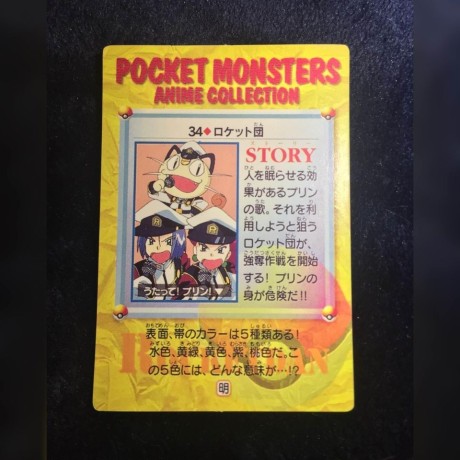 POCKET MONSTERS
ANIME COLLECTION
34◆ロケット団
STORY
人を眠らせる効
果があるプリン
の歌。それを利
用しようと狙う
ロケット団が、
強奪作戦を開始
する！プリンの
身が危険だ!!
うたって！プリン！▼
表面、帯のカラーは5種類ある！
水色、黄緑、黄色、紫、桃色だ。こ
の5色には、どんな意味が…!?
明